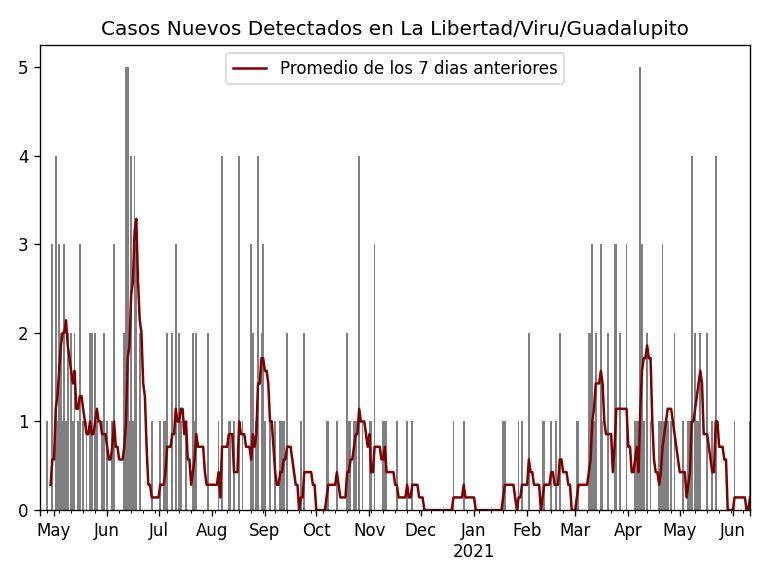 Casos Nuevos Detectados en La Libertad/Viru/Guadalupito
Promedio de los 7 dias anteriores
5
4
3
2
1
0
May Jun Jul Aug Sep Oct Nov Dec Jan Feb Mar Apr May Jun
2021